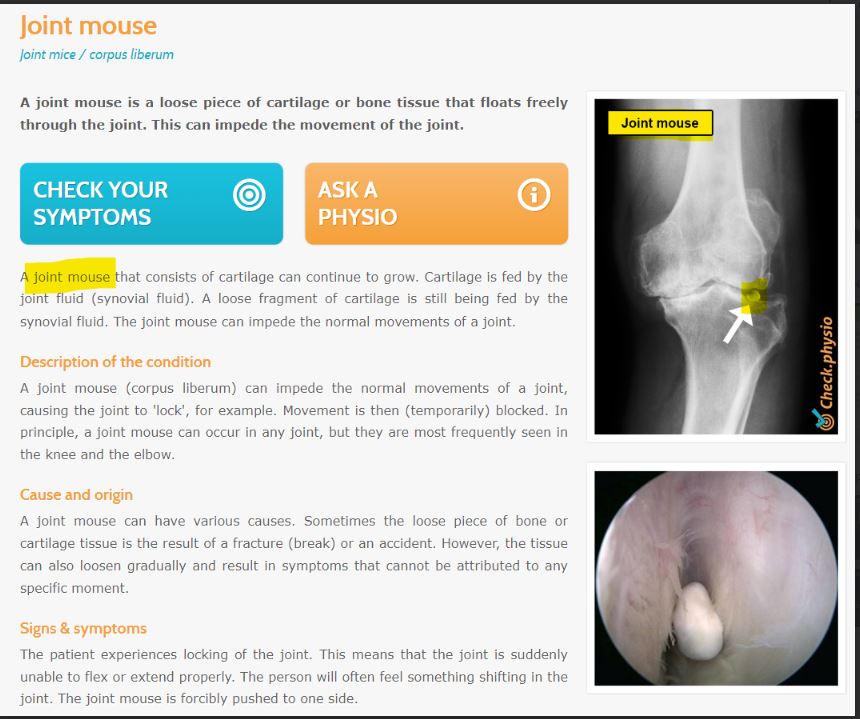 Joint mouse
Joint mice / corpus liberum
A joint mouse is a loose piece of cartilage or bone tissue that floats freely
through the joint. This can impede the movement of the joint.
CHECK YOUR
SYMPTOMS
ASK A
PHYSIO
A joint mouse that consists of cartilage can continue to grow. Cartilage is fed by the
joint fluid (synovial fluid). A loose fragment of cartilage is still being fed by the
synovial fluid. The joint mouse can impede the normal movements of a joint.
Description of the condition
A joint mouse (corpus liberum) can impede the normal movements of a joint,
causing the joint to 'lock', for example. Movement is then (temporarily) blocked. In
principle, a joint mouse can occur in any joint, but they are most frequently seen in
the knee and the elbow.
Cause and origin
A joint mouse can have various causes. Sometimes the loose piece of bone or
cartilage tissue is the result of a fracture (break) or an accident. However, the tissue
can also loosen gradually and result in symptoms that cannot be attributed to any
specific moment.
Signs & symptoms
The patient experiences locking of the joint. This means that the joint is suddenly
unable to flex or extend properly. The person will often feel something shifting in the
joint. The joint mouse is forcibly pushed to one side.
Joint mouse
Check.physio